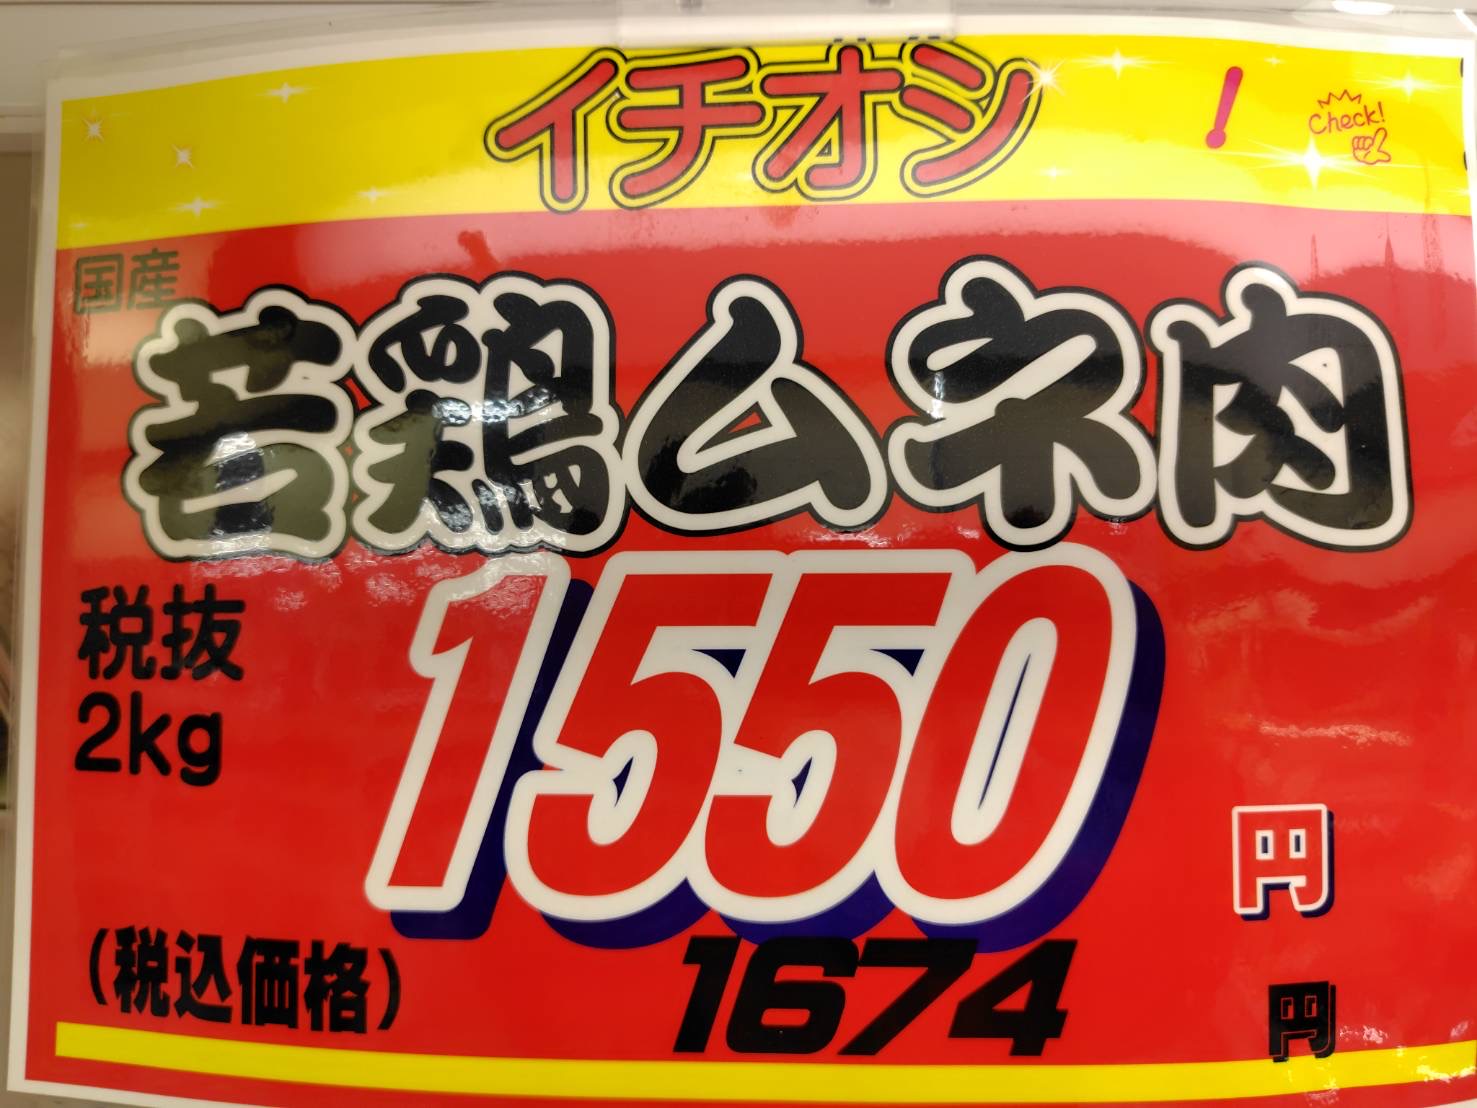 イチオシ !
Check!
国産
若鶏ムネ肉
税抜
2kg
1550 円
(税込価格) 1674 円